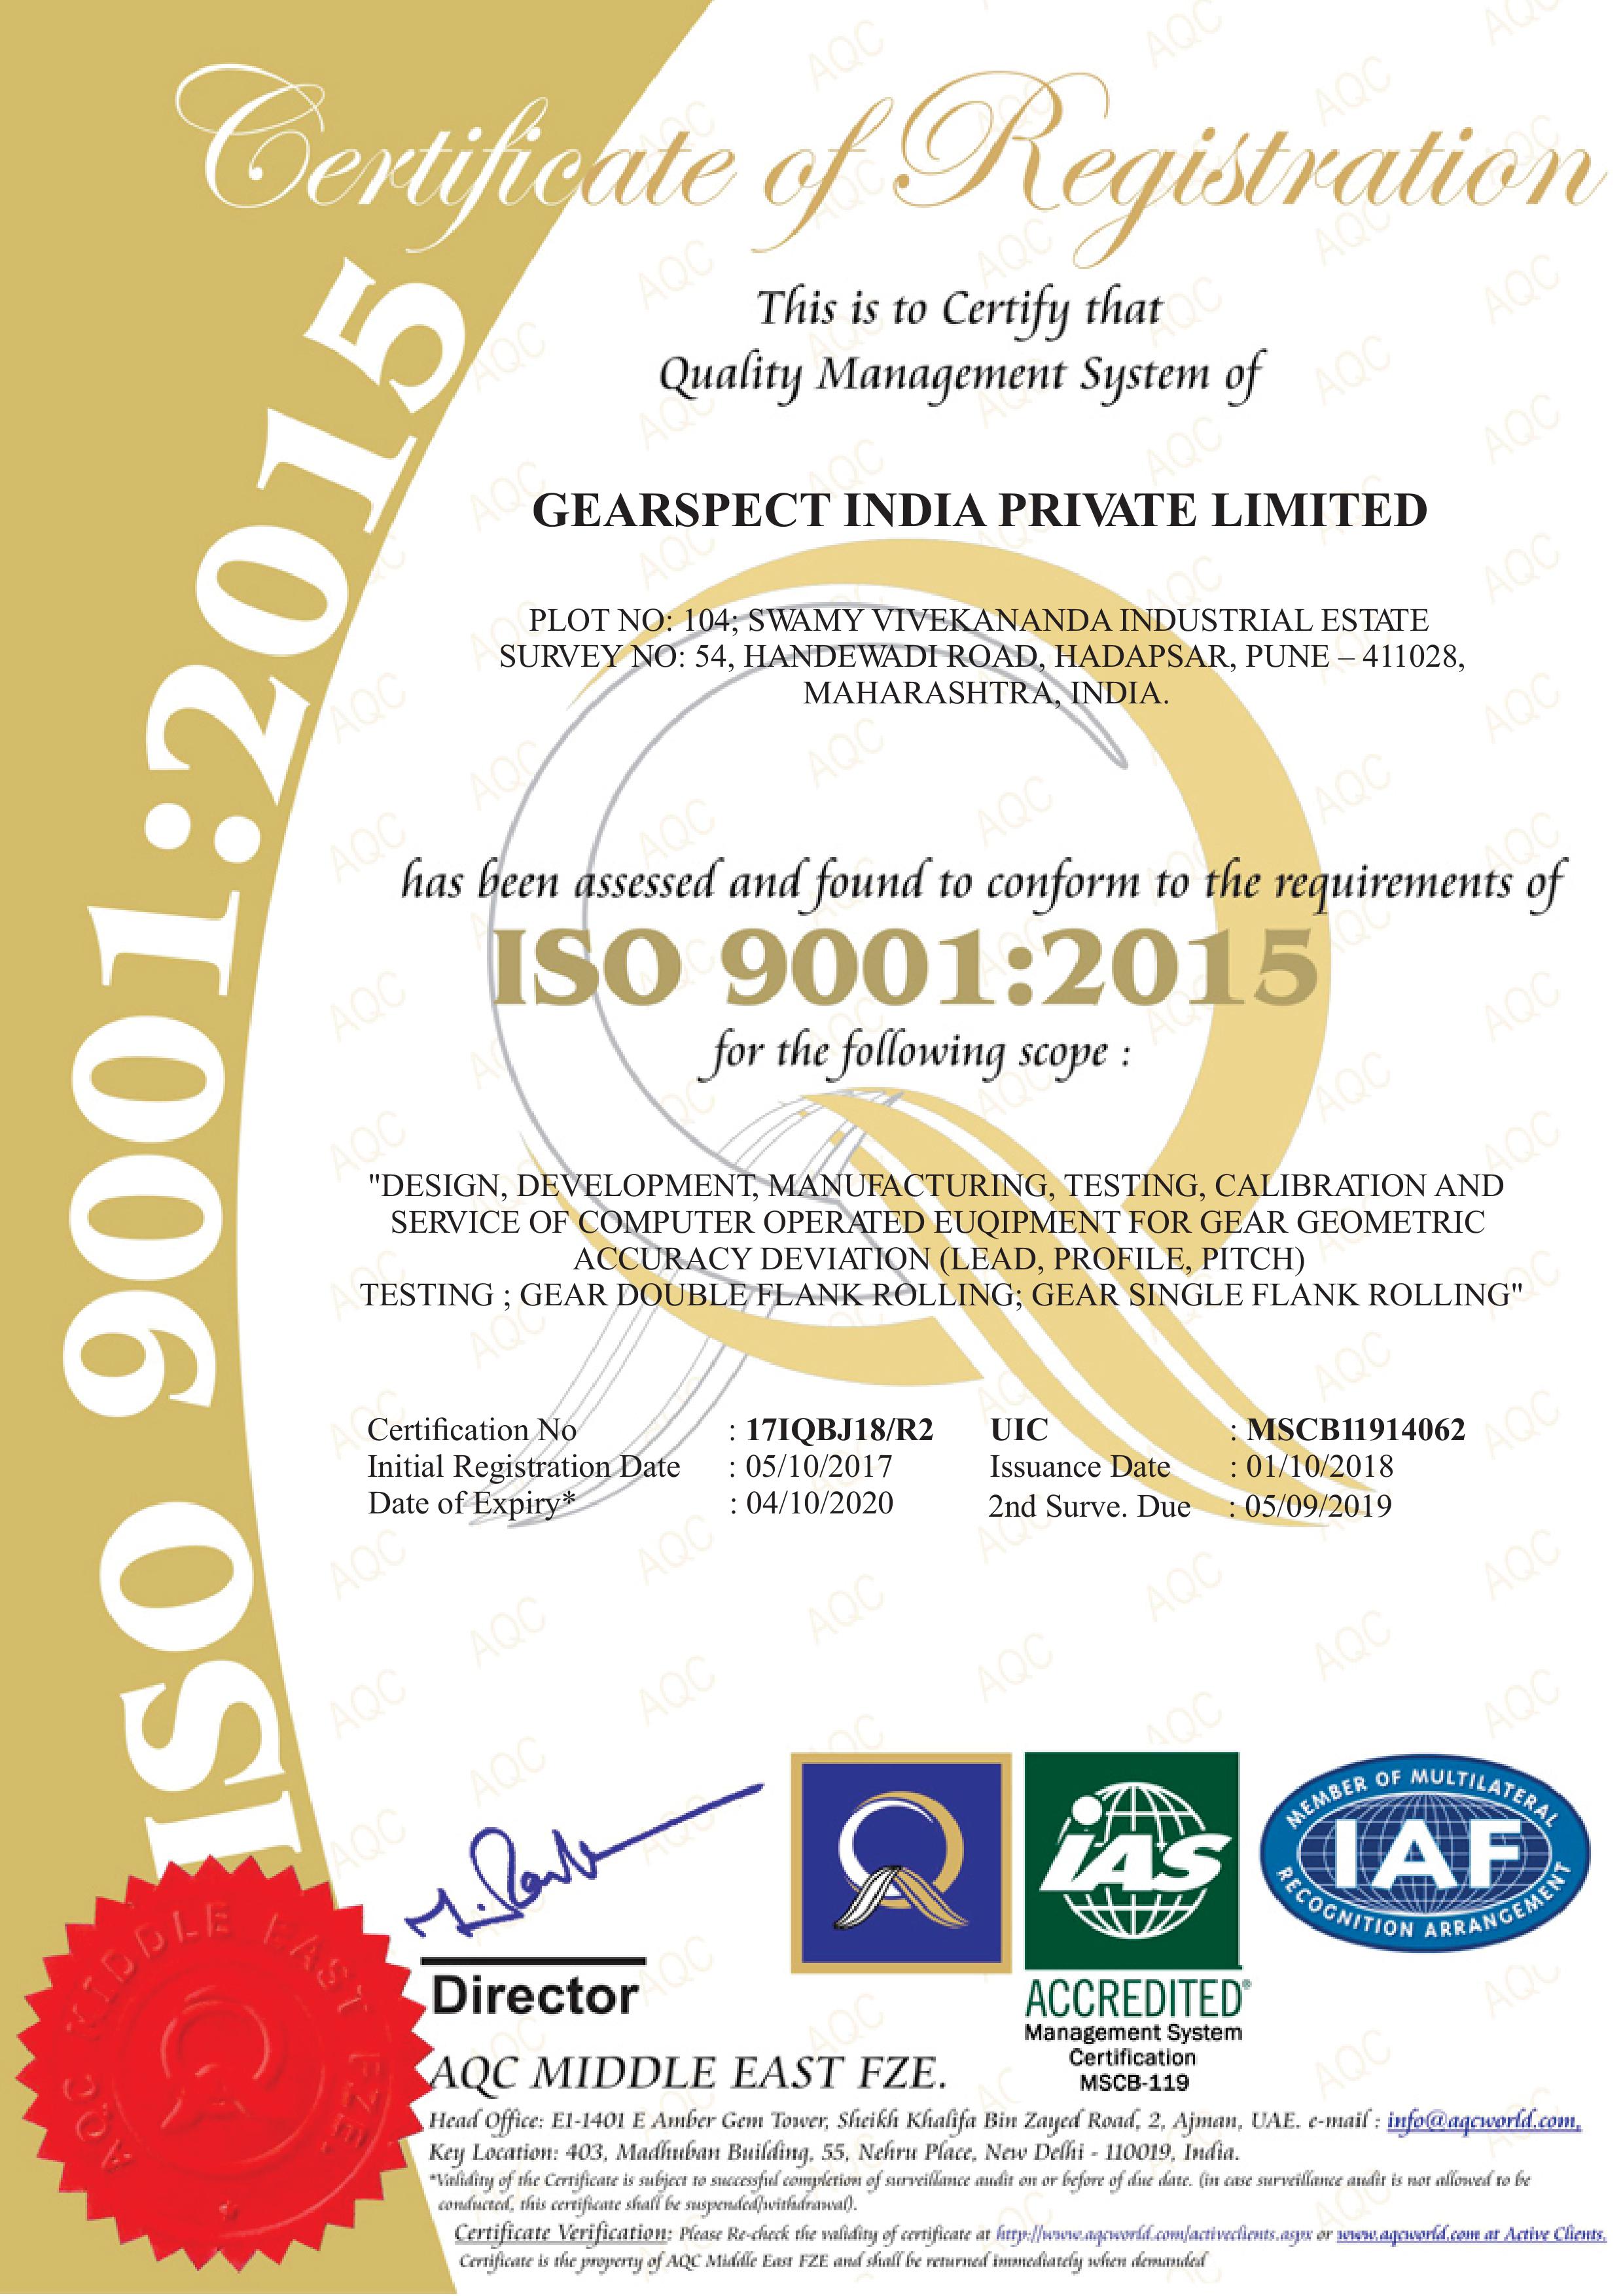 Certificate of Registration
This is to Certify that
Quality Management System of
GEARSPECT INDIA PRIVATE LIMITED
PLOT NO: 104; SWAMY VIVEKANANDA INDUSTRIAL ESTATE
SURVEY NO: 54, HANDEWADI ROAD, HADAPSAR, PUNE – 411028,
MAHARASHTRA, INDIA.
has been assessed and found to conform to the requirements of
ISO 9001:2015
for the following scope :
"DESIGN, DEVELOPMENT, MANUFACTURING, TESTING, CALIBRATION AND
SERVICE OF COMPUTER OPERATED EUQIPMENT FOR GEAR GEOMETRIC
ACCURACY DEVIATION (LEAD, PROFILE, PITCH)
TESTING ; GEAR DOUBLE FLANK ROLLING; GEAR SINGLE FLANK ROLLING"
Certification No : 17IQBJ18/R2 UIC : MSCB11914062
Initial Registration Date : 05/10/2017 Issuance Date : 01/10/2018
Date of Expiry* : 04/10/2020 2nd Surve. Due : 05/09/2019
ISO 9001:2015
AQC MIDDLE EAST FZE.
Director
iAS
ACCREDITED®
Management System
Certification
MSCB-119
MEMBER OF MULTILATERAL
IAF
RECOGNITION ARRANGEMENT
AQC MIDDLE EAST FZE.
Head Office: E1-1401 E Amber Gem Tower, Sheikh Khalifa Bin Zayed Road, 2, Ajman, UAE. e-mail : info@aqcworld.com,
Key Location: 403, Madhuban Building, 55, Nehru Place, New Delhi - 110019, India.
*Validity of the Certificate is subject to successful completion of surveillance audit on or before of due date. (in case surveillance audit is not allowed to be
conducted, this certificate shall be suspended/withdrawal).
Certificate Verification: Please Re-check the validity of certificate at http://www.aqcworld.com/activeclients.aspx or www.aqcworld.com at Active Clients.
Certificate is the property of AQC Middle East FZE and shall be returned immediately when demanded